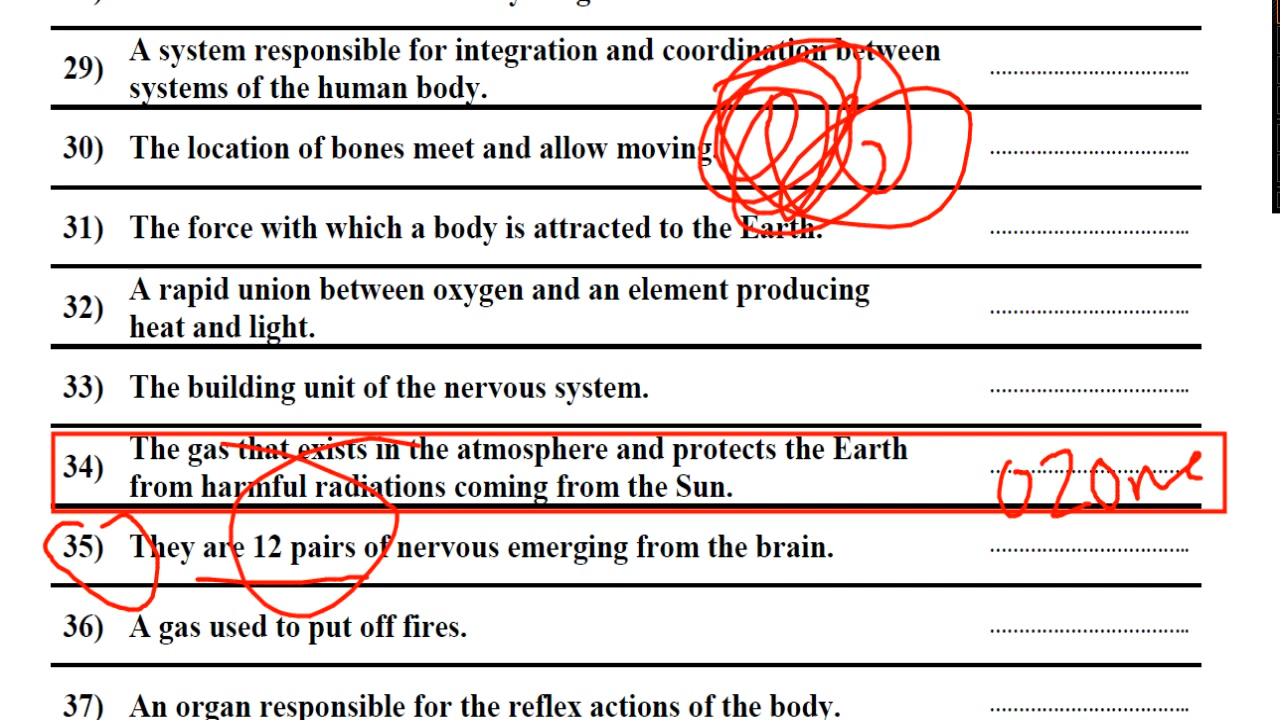 29) A system responsible for integration and coordination between
systems of the human body. ........................................
30) The location of bones meet and allow moving. ........................................
31) The force with which a body is attracted to the Earth. ........................................
32) A rapid union between oxygen and an element producing
heat and light. ........................................
33) The building unit of the nervous system. ........................................
34) The gas that exists in the atmosphere and protects the Earth
from harmful radiations coming from the Sun. ozone
35) They are 12 pairs of nervous emerging from the brain. ........................................
36) A gas used to put off fires. ........................................
37) An organ responsible for the reflex actions of the body. ........................................